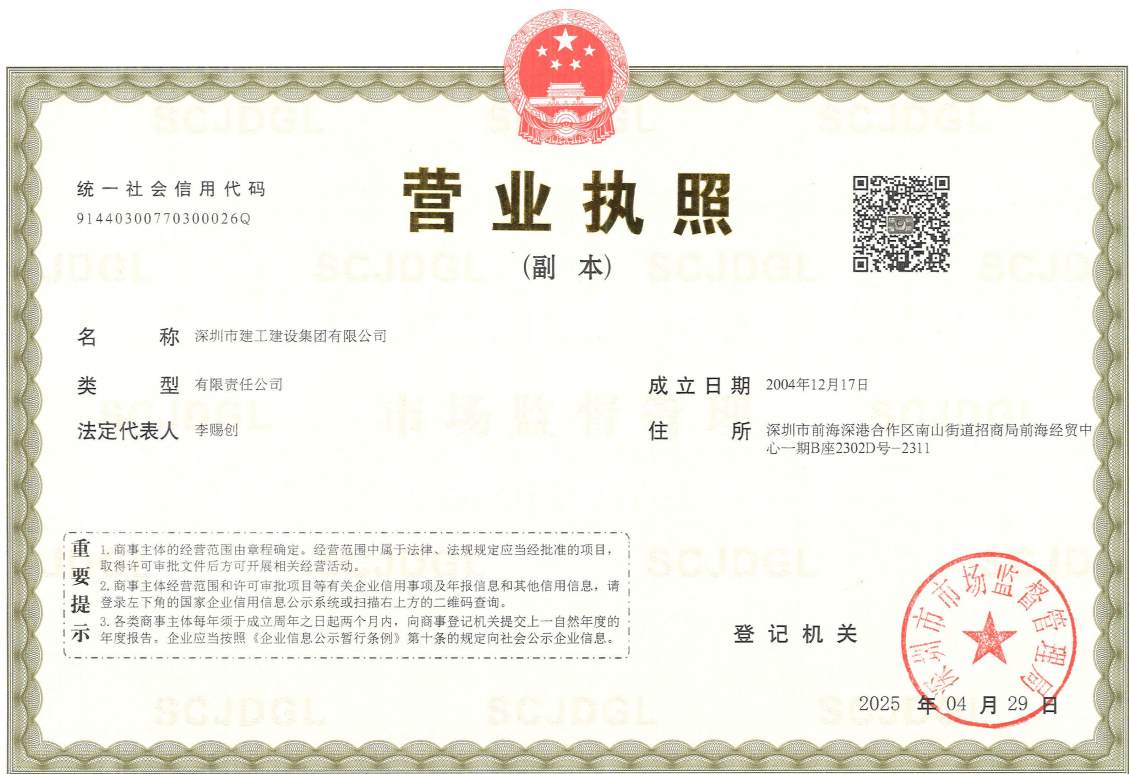 统一社会信用代码
91440300770300026Q
营业执照
(副 本)
名 称 深圳市建工建设集团有限公司
类 型 有限责任公司
成立日期 2004年12月17日
法定代表人 李赐创
住 所 深圳市前海深港合作区南山街道招商局前海经贸中
心一期B座2302D号-2311
重要提示
1. 商事主体的经营范围由章程确定。经营范围中属于法律、法规规定应当经批准的项目,
取得许可审批文件后方可开展相关经营活动。
2. 商事主体经营范围和许可审批项目等有关企业信用事项及年报信息和其他信用信息，请
登录左下角的国家企业信用信息公示系统或扫描右上方的二维码查询。
3. 各类商事主体每年须于成立周年之日起两个月内，向商事登记机关提交上一自然年度的
年度报告。企业应当按照《企业信息公示暂行条例》第十条的规定向社会公示企业信息。
登记机关
深圳市市场监督管理局
2025 年 04 月 29 日
SCJDGL
市场监督管理